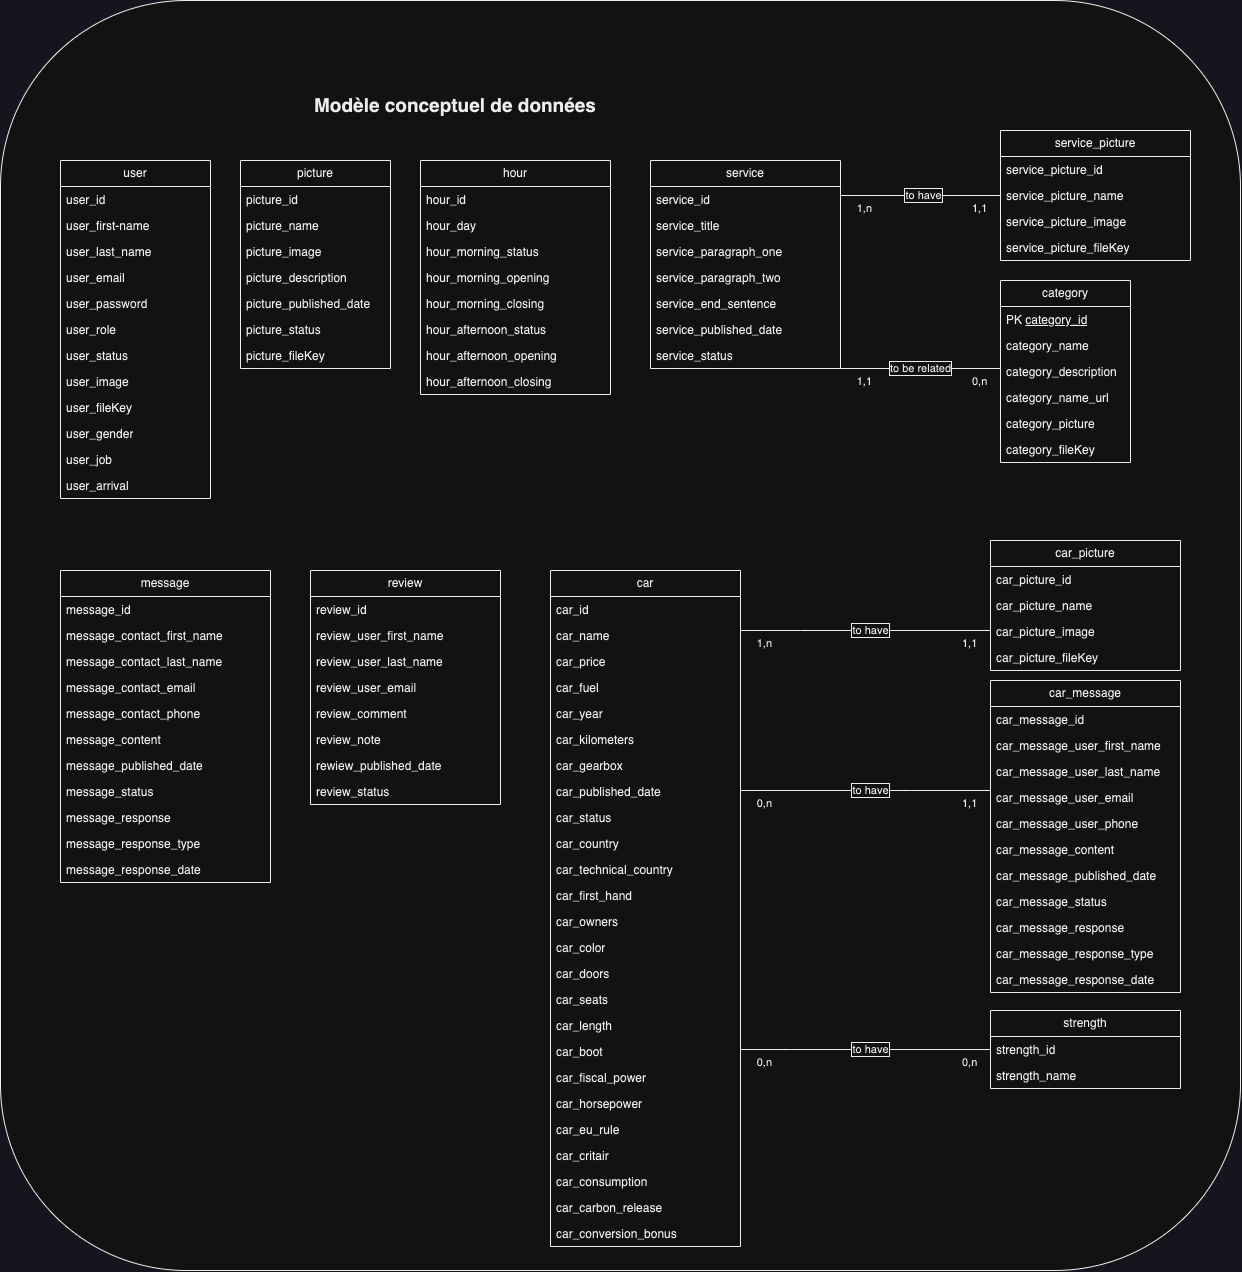 Modèle conceptuel de données
user
user_id
user_first-name
user_last_name
user_email
user_password
user_role
user_status
user_image
user_fileKey
user_gender
user_job
user_arrival
picture
picture_id
picture_name
picture_image
picture_description
picture_published_date
picture_status
picture_fileKey
hour
hour_id
hour_day
hour_morning_status
hour_morning_opening
hour_morning_closing
hour_afternoon_status
hour_afternoon_opening
hour_afternoon_closing
service
service_id
service_title
service_paragraph_one
service_paragraph_two
service_end_sentence
service_published_date
service_status
to have
1,n
1,1
to be related
1,1
0,n
service_picture
service_picture_id
service_picture_name
service_picture_image
service_picture_fileKey
category
PK category_id
category_name
category_description
category_name_url
category_picture
category_fileKey
message
message_id
message_contact_first_name
message_contact_last_name
message_contact_email
message_contact_phone
message_content
message_published_date
message_status
message_response
message_response_type
message_response_date
review
review_id
review_user_first_name
review_user_last_name
review_user_email
review_comment
review_note
rewiew_published_date
review_status
car
car_id
car_name
car_price
car_fuel
car_year
car_kilometers
car_gearbox
car_published_date
car_status
car_country
car_technical_country
car_first_hand
car_owners
car_color
car_doors
car_seats
car_length
car_boot
car_fiscal_power
car_horsepower
car_eu_rule
car_critair
car_consumption
car_carbon_release
car_conversion_bonus
to have
1,n
1,1
to have
0,n
1,1
to have
0,n
0,n
car_picture
car_picture_id
car_picture_name
car_picture_image
car_picture_fileKey
car_message
car_message_id
car_message_user_first_name
car_message_user_last_name
car_message_user_email
car_message_user_phone
car_message_content
car_message_published_date
car_message_status
car_message_response
car_message_response_type
car_message_response_date
strength
strength_id
strength_name